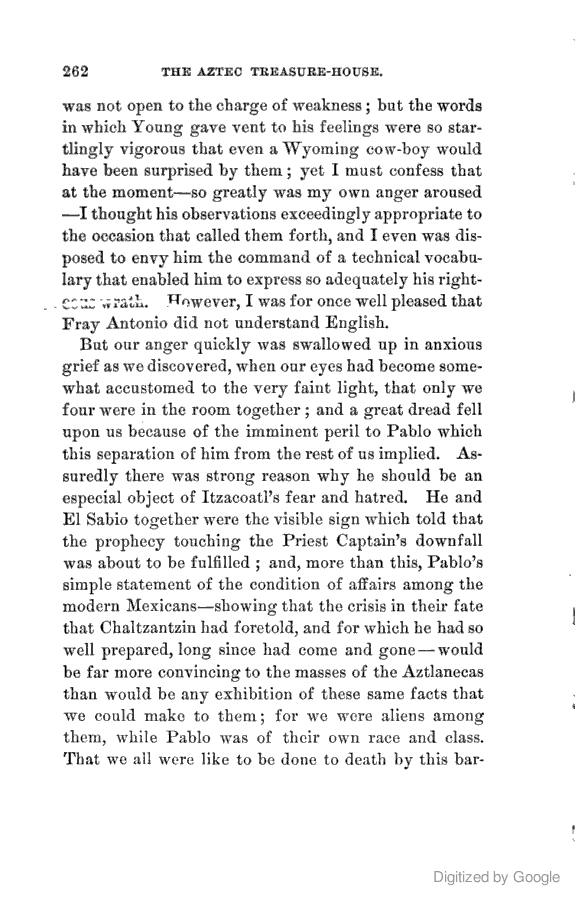 262 THE AZTEC TREASURE-HOUSE.
was not open to the charge of weakness; but the words
in which Young gave vent to his feelings were so star-
tlingly vigorous that even a Wyoming cow-boy would
have been surprised by them; yet I must confess that
at the moment—so greatly was my own anger aroused
—I thought his observations exceedingly appropriate to
the occasion that called them forth, and I even was dis-
posed to envy him the command of a technical vocabu-
lary that enabled him to express so adequately his right-
eous wrath. However, I was for once well pleased that
Fray Antonio did not understand English.
But our anger quickly was swallowed up in anxious
grief as we discovered, when our eyes had become some-
what accustomed to the very faint light, that only we
four were in the room together; and a great dread fell
upon us because of the imminent peril to Pablo which
this separation of him from the rest of us implied. As-
suredly there was strong reason why he should be an
especial object of Itzacoatl's fear and hatred. He and
El Sabio together were the visible sign which told that
the prophecy touching the Priest Captain's downfall
was about to be fulfilled; and, more than this, Pablo's
simple statement of the condition of affairs among the
modern Mexicans—showing that the crisis in their fate
that Chaltzantzin had foretold, and for which he had so
well prepared, long since had come and gone—would
be far more convincing to the masses of the Aztlanecas
than would be any exhibition of these same facts that
we could make to them; for we were aliens among
them, while Pablo was of their own race and class.
That we all were like to be done to death by this bar-
Digitized by Google